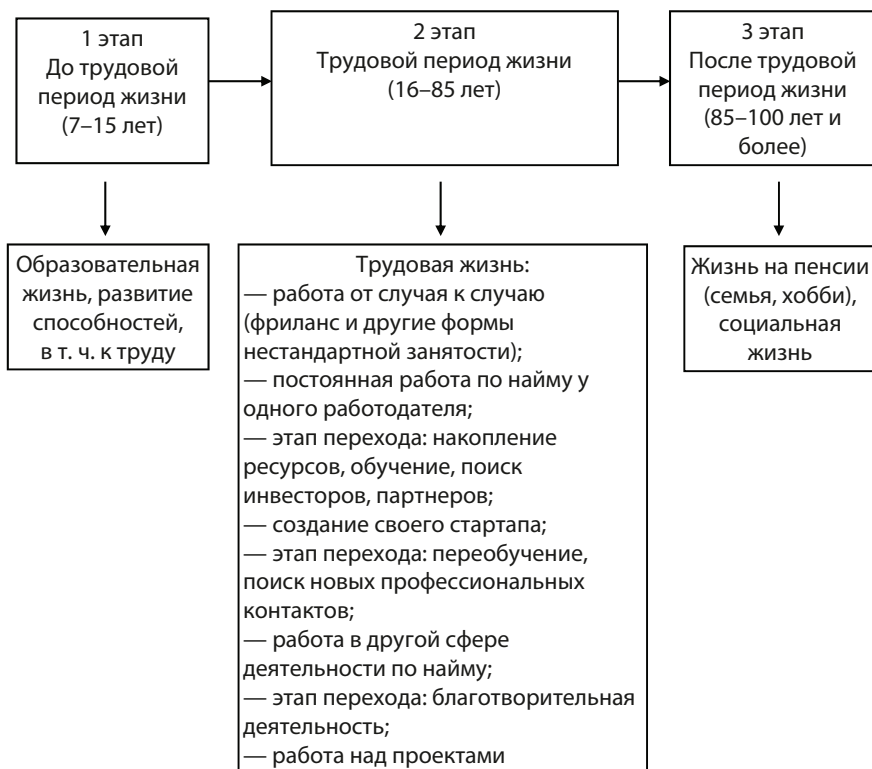 1 этап
До трудовой
период жизни
(7–15 лет)
2 этап
Трудовой период жизни
(16–85 лет)
3 этап
После трудовой
период жизни
(85–100 лет и
более)
Образовательная
жизнь, развитие
способностей,
в т. ч. к труду
Трудовая жизнь:
— работа от случая к случаю
(фриланс и другие формы
нестандартной занятости);
— постоянная работа по найму у
одного работодателя;
— этап перехода: накопление
ресурсов, обучение, поиск
инвесторов, партнеров;
— создание своего стартапа;
— этап перехода: переобучение,
поиск новых профессиональных
контактов;
— работа в другой сфере
деятельности по найму;
— этап перехода: благотворительная
деятельность;
— работа над проектами
Жизнь на пенсии
(семья, хобби),
социальная
жизнь